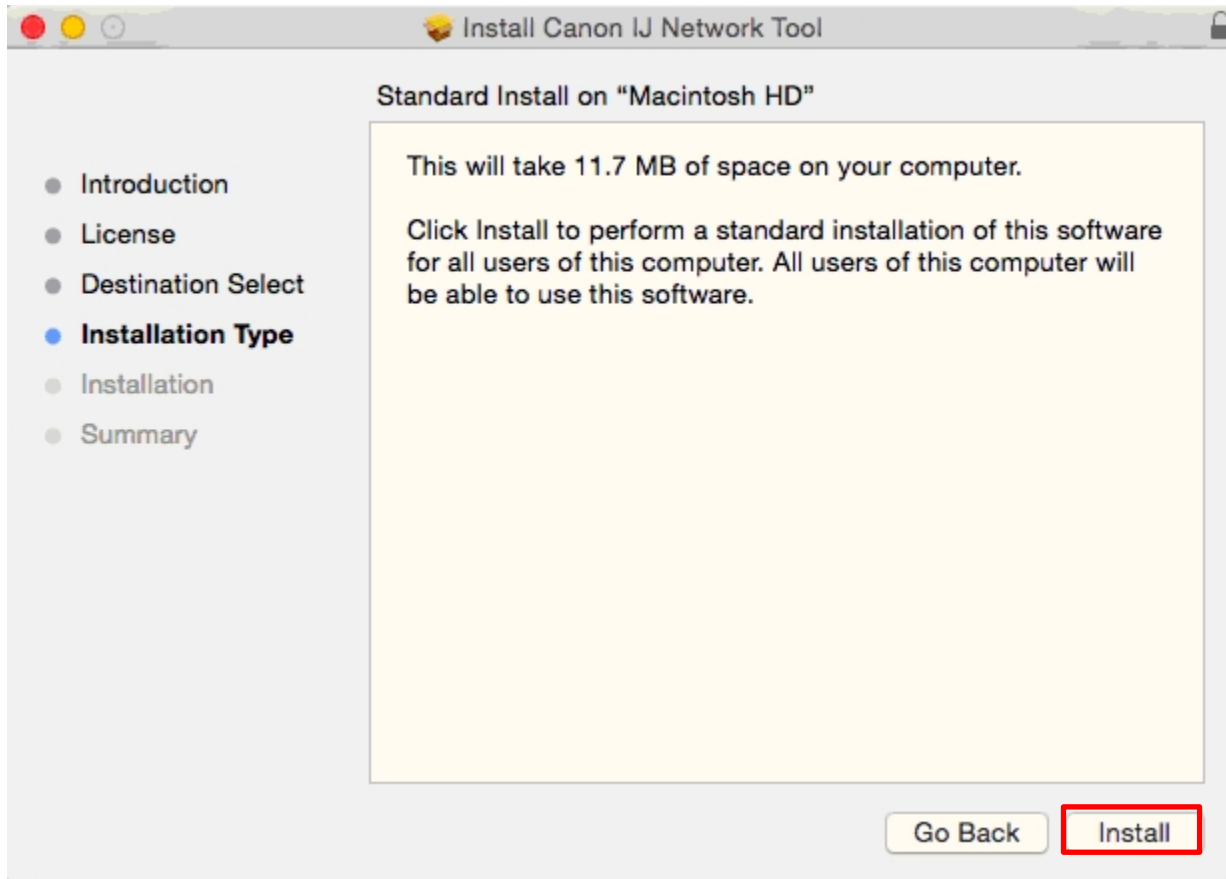 Install Canon IJ Network Tool
Standard Install on “Macintosh HD”
Introduction
License
Destination Select
Installation Type
Installation
Summary
This will take 11.7 MB of space on your computer.
Click Install to perform a standard installation of this software
for all users of this computer. All users of this computer will
be able to use this software.
Go Back
Install